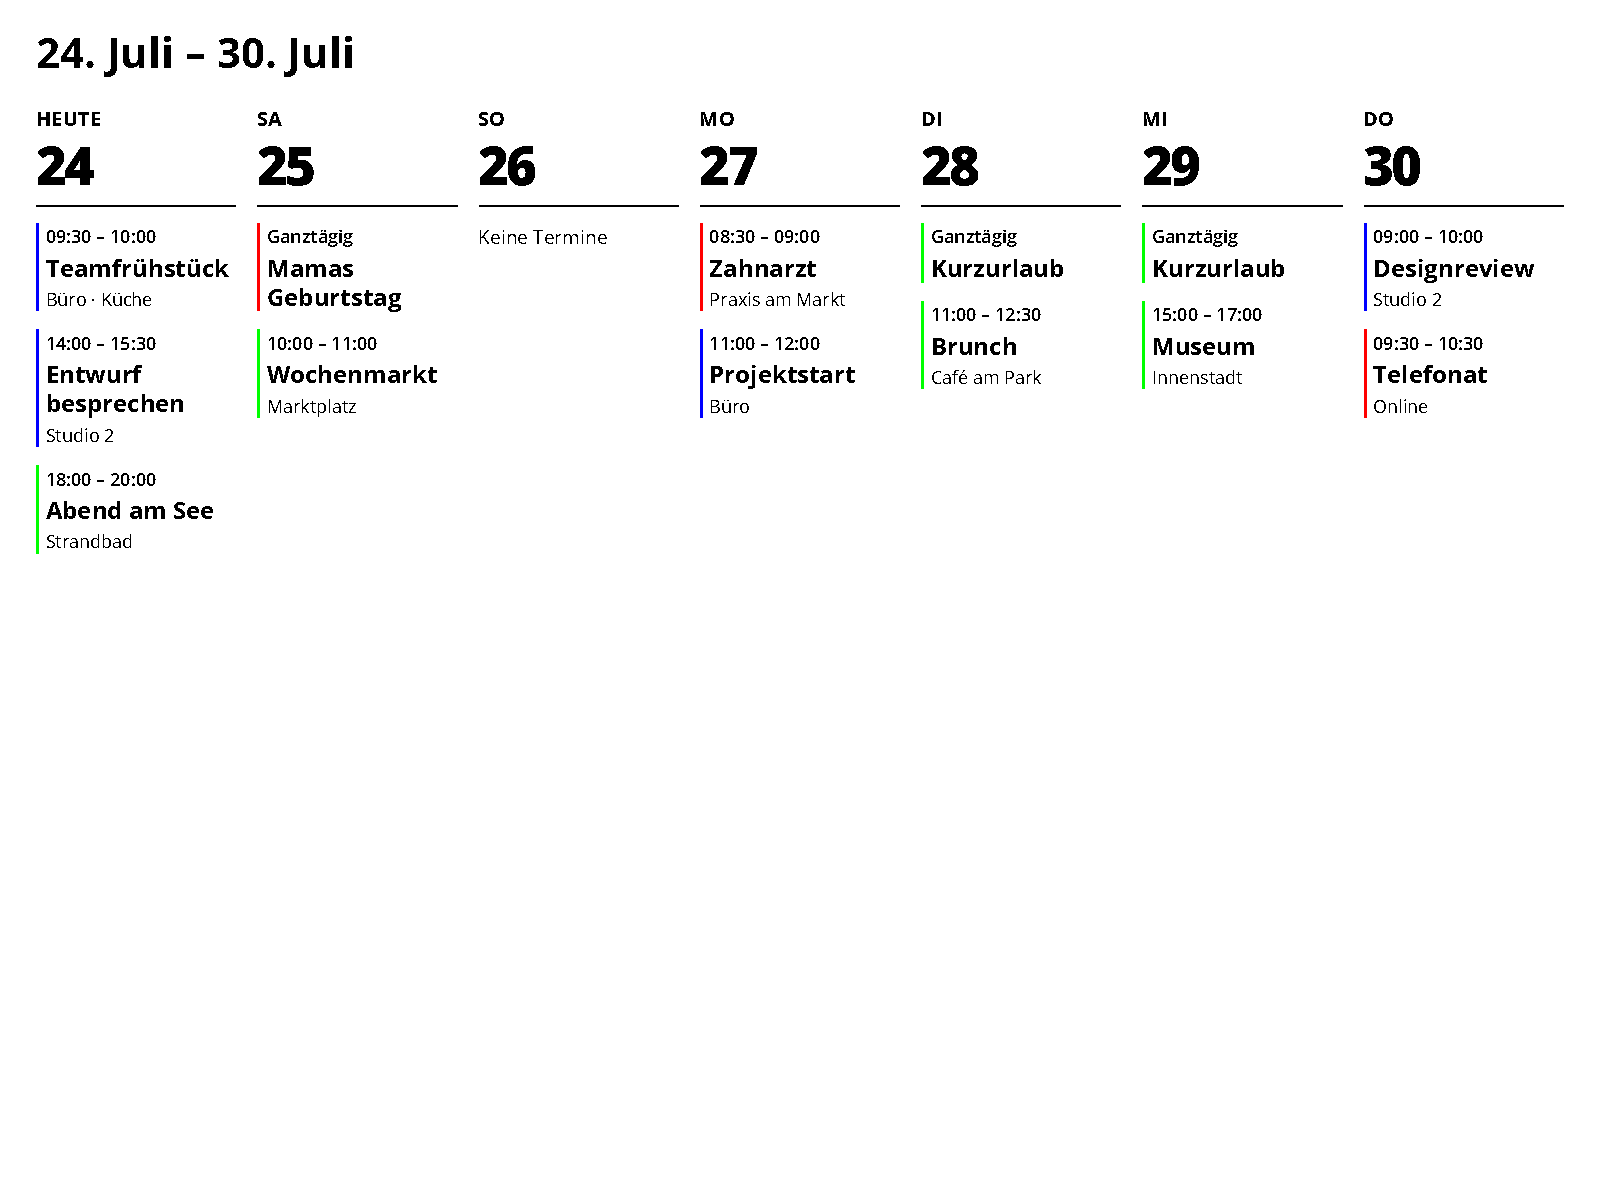 24. Juli – 30. Juli
HEUTE
24
09:30 – 10:00
Teamfrühstück
Büro · Küche
14:00 – 15:30
Entwurf
besprechen
Studio 2
18:00 – 20:00
Abend am See
Strandbad
SA
25
Ganztägig
Mamas
Geburtstag
10:00 – 11:00
Wochenmarkt
Marktplatz
SO
26
Keine Termine
MO
27
08:30 – 09:00
Zahnarzt
Praxis am Markt
11:00 – 12:00
Projektstart
Büro
DI
28
Ganztägig
Kurzurlaub
11:00 – 12:30
Brunch
Café am Park
MI
29
Ganztägig
Kurzurlaub
15:00 – 17:00
Museum
Innenstadt
DO
30
09:00 – 10:00
Designreview
Studio 2
09:30 – 10:30
Telefonat
Online